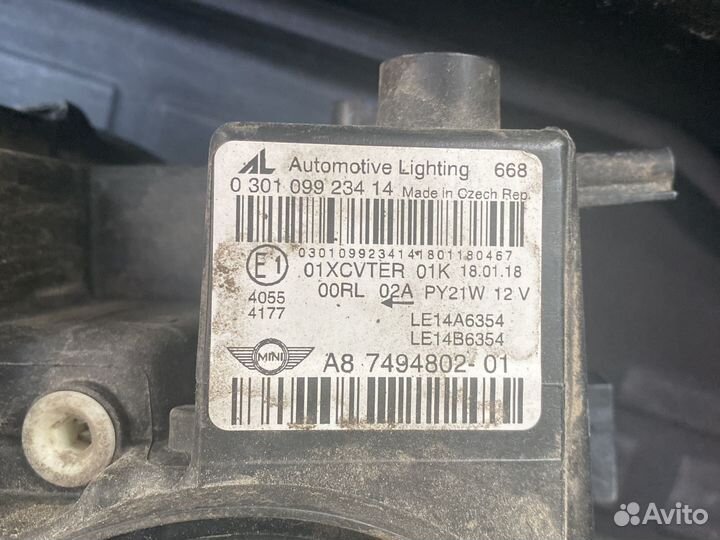 AL Automotive Lighting 668
0 301 099 234 14 Made in Czech Rep.
0301099234141801180467
E1 01XCVTER 01K 18.01.18
00RL 02A PY21W 12 V
4055
4177
LE14A6354
LE14B6354
MINI A8 7494802-01
Avito